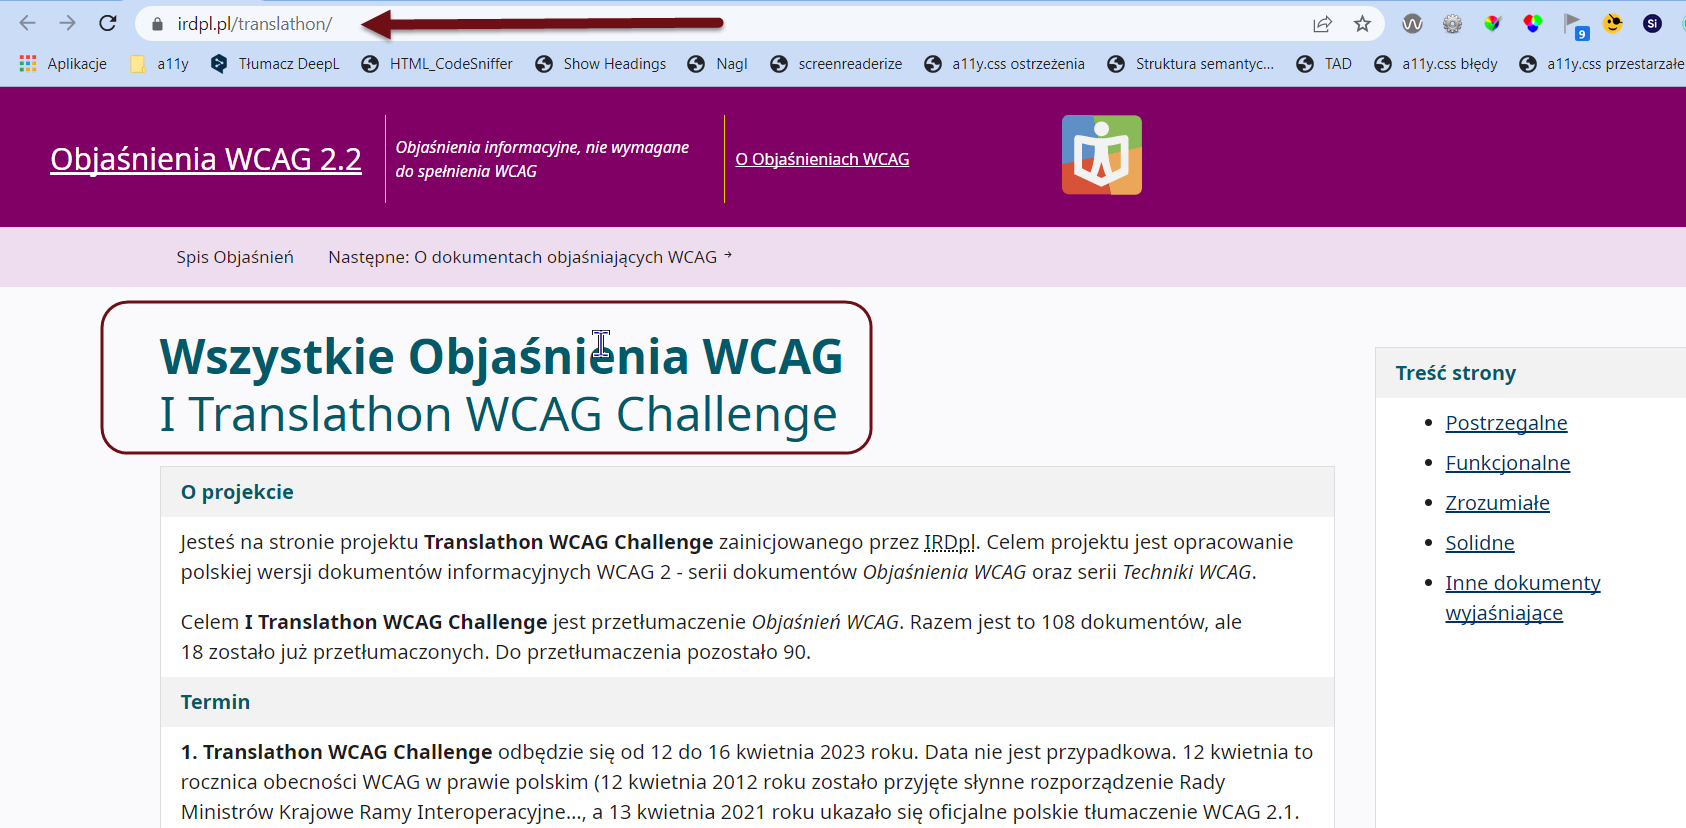 irdpl.pl/translathon/
9
Si
Aplikacje
a11y
Tłumacz DeepL
HTML_CodeSniffer
Show Headings
Nagl
screenreaderize
a11y.css ostrzeżenia
Struktura semantyc...
TAD
a11y.css błędy
a11y.css przestarzałe
Objaśnienia WCAG 2.2
Objaśnienia informacyjne, nie wymagane
do spełnienia WCAG
O Objaśnieniach WCAG
Spis Objaśnień
Następne: O dokumentach objaśniających WCAG →
Wszystkie Objaśnienia WCAG
I Translathon WCAG Challenge
O projekcie
Jesteś na stronie projektu Translathon WCAG Challenge zainicjowanego przez IRDpl. Celem projektu jest opracowanie
polskiej wersji dokumentów informacyjnych WCAG 2 - serii dokumentów Objaśnienia WCAG oraz serii Techniki WCAG.
Celem I Translathon WCAG Challenge jest przetłumaczenie Objaśnień WCAG. Razem jest to 108 dokumentów, ale
18 zostało już przetłumaczonych. Do przetłumaczenia pozostało 90.
Termin
1. Translathon WCAG Challenge odbędzie się od 12 do 16 kwietnia 2023 roku. Data nie jest przypadkowa. 12 kwietnia to
rocznica obecności WCAG w prawie polskim (12 kwietnia 2012 roku zostało przyjęte słynne rozporządzenie Rady
Ministrów Krajowe Ramy Interoperacyjne..., a 13 kwietnia 2021 roku ukazało się oficjalne polskie tłumaczenie WCAG 2.1.
Treść strony
Postrzegalne
Funkcjonalne
Zrozumiałe
Solidne
Inne dokumenty
wyjaśniające